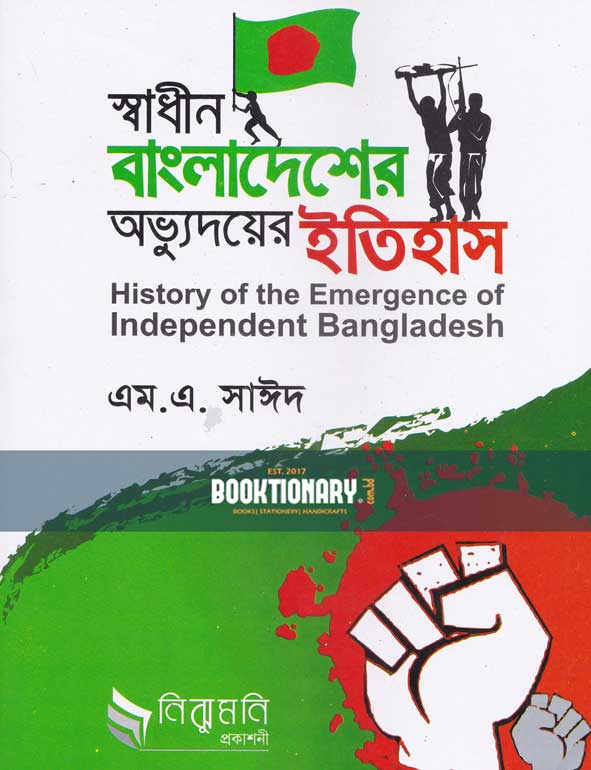 স্বাধীন
বাংলাদেশের
অভ্যুদয়ের ইতিহাস
History of the Emergence of
Independent Bangladesh
এম.এ. সাঈদ
EST. 2017
BOOKTIONARY.com.bd
BOOKS| STATIONERY| HANDICRAFTS
নিঝুমনি
প্রকাশনী